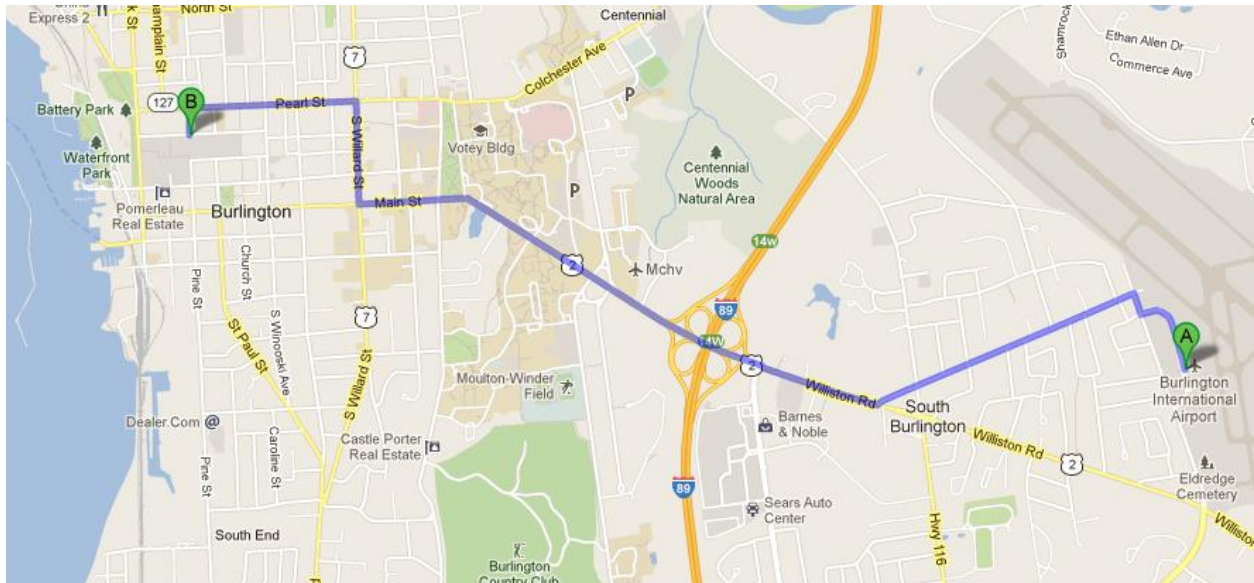 Express 2
North St
Centennial
Shamrock
Ethan Allen Dr
Commerce Ave
7
Colchester Ave
P
Battery Park
127
B
Pearl St
S Willard St
Votey Bldg
Waterfront
Park
P
Centennial
Woods
Natural Area
Pomerleau
Real Estate
Burlington
Main St
14W
2
Mchv
89
Pine St
Church St
S Winooski Ave
7
St Paul St
S Willard St
14W
2
A
Burlington
International
Airport
Moulton-Winder
Field
Williston Rd
South
Burlington
Barnes
& Noble
Dealer.Com
Castle Porter
Real Estate
Caroline St
Pine St
Williston Rd
2
Eldredge
Cemetery
89
Sears Auto
Center
South End
Hwy 116
Burlington
Country Club